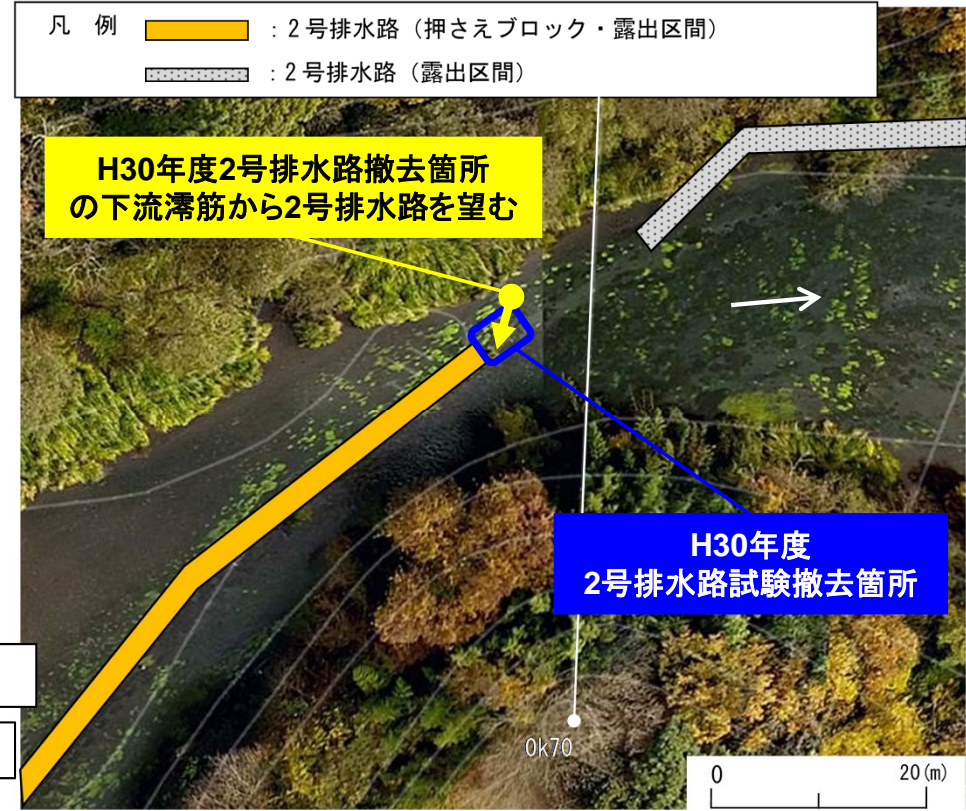 凡 例 : 2号排水路（押さえブロック・露出区間）
: 2号排水路（露出区間）
H30年度2号排水路撤去箇所
の下流澪筋から2号排水路を望む
H30年度
2号排水路試験撤去箇所
0k70
0 20(m)